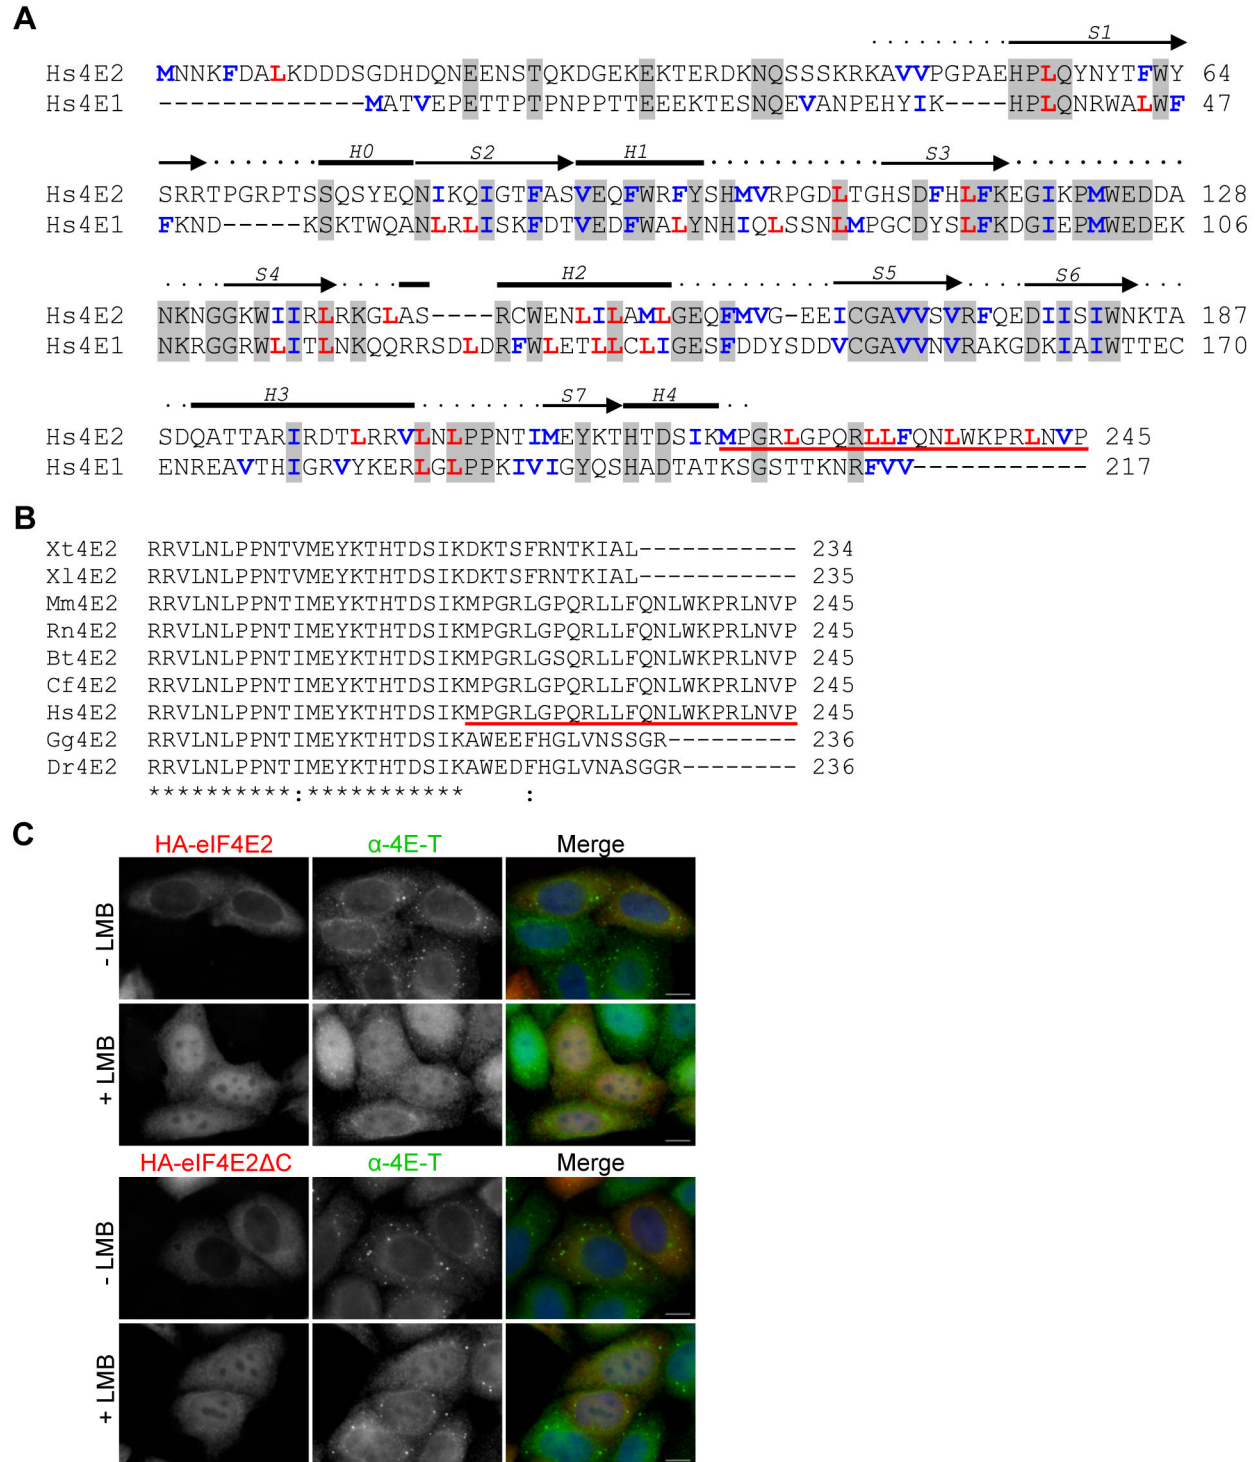 A
S1
Hs4E2 MNNKFDALKDDDSGDHDQNEENSTQKDGEKEKTERDKNQSSSKRKAVVPGPAEHPLQYNYTFWY 64
Hs4E1 -------------MATVEPETTPTPNPPTTEEEKTESNQEVANPEHYIK----HPLQNRWALWF 47
H0 S2 H1 S3
Hs4E2 SRRTPGRPTSSQSYEQNIKQIGTFASVEQFWRFYSHMVRPGDLTGHSDFHLFKEGIKPMWEDDA 128
Hs4E1 FKND-----KSKTWQANLRLISKFDTVEDFWALYNHIQLSSNLMPGCDYSLFKDGIEPMWEDEK 106
S4 H2 S5 S6
Hs4E2 NKNGGKWIIRLRKGLAS----RCWENLILAMLGEQFMVG-EEICGAVVSVRFQEDIISIWNKTA 187
Hs4E1 NKRGGRWLITLNKQQRRSDLDRFWLETLLCLIGESFDDYSDDVCGAVVNVRAKGDKIAIWTTEC 170
H3 S7 H4
Hs4E2 SDQATTARIRDTLRRVLNLPPNTIMEYKTHTDSIKMPGRLGPQRLLFQNLWKPRLNVP 245
Hs4E1 ENREAVTHIGRVYKERLGLPPKIVIGYQSHADTATKSGSTTKNRFVV----------- 217
B
Xt4E2 RRVLNLPPNTVMEYKTHTDSIKDKTSFRNTKIAL----------- 234
Xl4E2 RRVLNLPPNTVMEYKTHTDSIKDKTSFRNTKIAL----------- 235
Mm4E2 RRVLNLPPNTIMEYKTHTDSIKMPGRLGPQRLLFQNLWKPRLNVP 245
Rn4E2 RRVLNLPPNTIMEYKTHTDSIKMPGRLGPQRLLFQNLWKPRLNVP 245
Bt4E2 RRVLNLPPNTIMEYKTHTDSIKMPGRLGSQRLLFQNLWKPRLNVP 245
Cf4E2 RRVLNLPPNTIMEYKTHTDSIKMPGRLGPQRLLFQNLWKPRLNVP 245
Hs4E2 RRVLNLPPNTIMEYKTHTDSIKMPGRLGPQRLLFQNLWKPRLNVP 245
Gg4E2 RRVLNLPPNTIMEYKTHTDSIKAWEEFHGLVNSSGR--------- 236
Dr4E2 RRVLNLPPNTIMEYKTHTDSIKAWEDFHGLVNASGGR-------- 236
**********:*********** :
C
HA-eIF4E2 α-4E-T Merge
- LMB
+ LMB
HA-eIF4E2ΔC α-4E-T Merge
- LMB
+ LMB